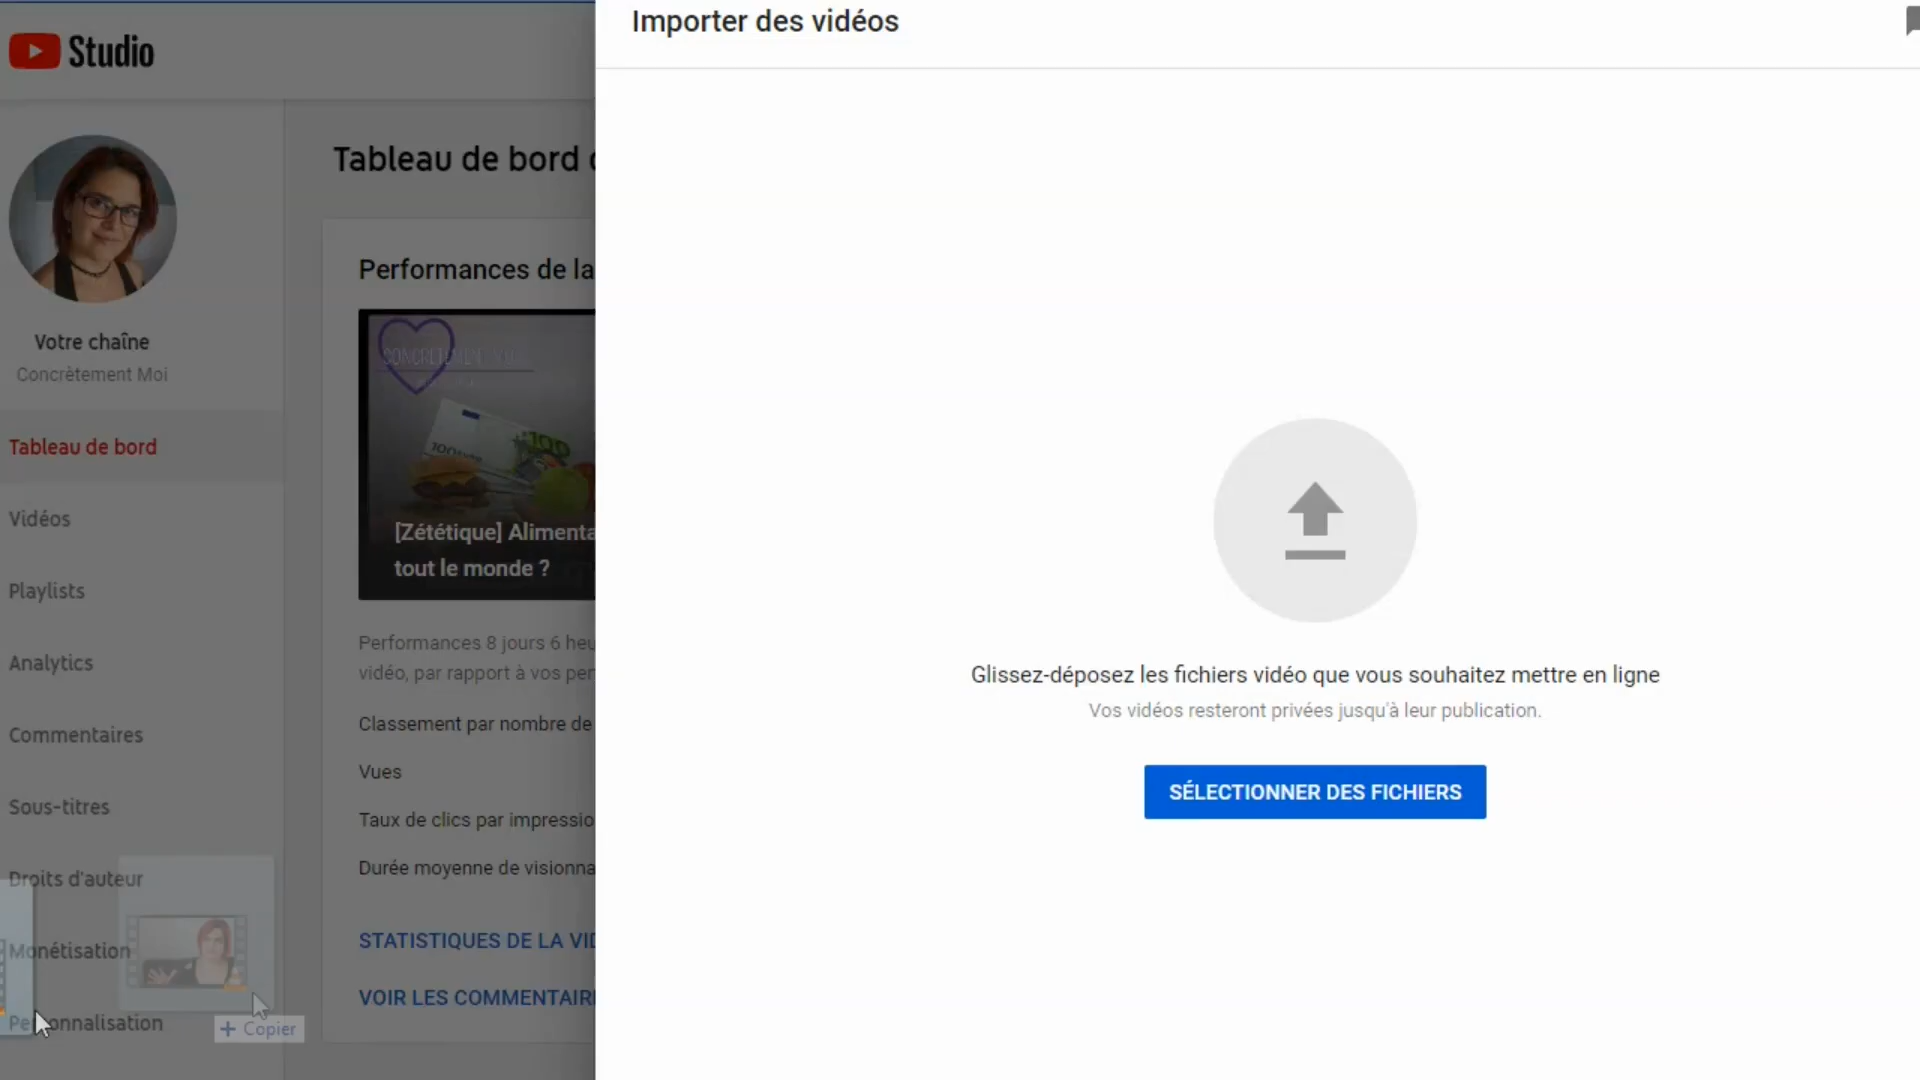 Importer des vidéos
Studio
Votre chaîne
Concrètement Moi
Tableau de bord
Vidéos
Playlists
Analytics
Commentaires
Sous-titres
Droits d'auteur
Monétisation
Personnalisation
+ Copier
Tableau de bord
Performances de la
[Zététique] Alimenta
tout le monde ?
Performances 8 jours 6 heu
vidéo, par rapport à vos per
Classement par nombre de
Vues
Taux de clics par impressio
Durée moyenne de visionna
STATISTIQUES DE LA VID
VOIR LES COMMENTAIR
Glissez-déposez les fichiers vidéo que vous souhaitez mettre en ligne
Vos vidéos resteront privées jusqu'à leur publication.
SÉLECTIONNER DES FICHIERS